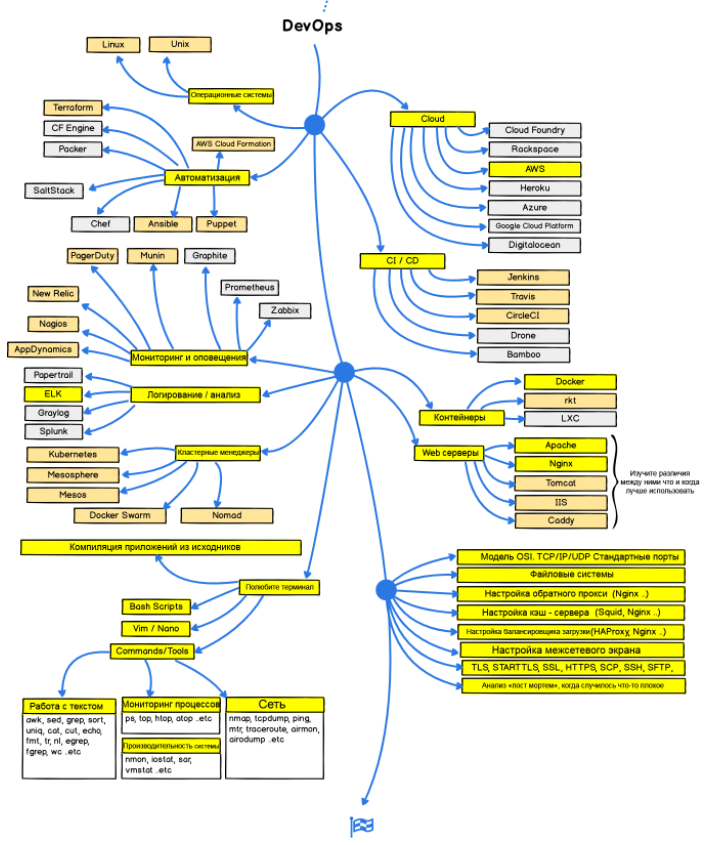 DevOps
Linux
Unix
Операционные системы
Terraform
CF Engine
Packer
AWS Cloud Formation
Автоматизация
SaltStack
Chef
Ansible
Puppet
Cloud
Cloud Foundry
Rackspace
AWS
Heroku
Azure
Google Cloud Platform
Digitalocean
CI / CD
Jenkins
Travis
CircleCI
Drone
Bamboo
PagerDuty
Munin
Graphite
Prometheus
Zabbix
New Relic
Nagios
AppDynamics
Мониторинг и оповещения
Papertrail
ELK
Graylog
Splunk
Логирование / анализ
Контейнеры
Docker
rkt
LXC
Кластерные менеджеры
Kubernetes
Mesosphere
Mesos
Docker Swarm
Nomad
Web серверы
Apache
Nginx
Tomcat
IIS
Caddy
Изучите различия
между ними что и когда
лучше использовать
Компиляция приложений из исходников
Полюбите терминал
Bash Scripts
Vim / Nano
Commands/Tools
Модель OSI. TCP/IP/UDP Стандартные порты
Файловые системы
Настройка обратного прокси (Nginx ..)
Настройка кэш - сервера (Squid, Nginx ..)
Настройка балансировщика загрузки(HAProxy, Nginx ..)
Настройка межсетевого экрана
TLS, STARTTLS, SSL, HTTPS, SCP, SSH, SFTP,
Анализ «пост мортем», когда случилось что-то плохое
Работа с текстом
awk, sed, grep, sort,
uniq, cat, cut, echo,
fmt, tr, nl, egrep,
fgrep, wc ..etc
Мониторинг процессов
ps, top, htop, atop ..etc
Производительность системы
nmon, iostat, sar,
vmstat ..etc
Сеть
nmap, tcpdump, ping,
mtr, traceroute, airmon,
airodump ..etc